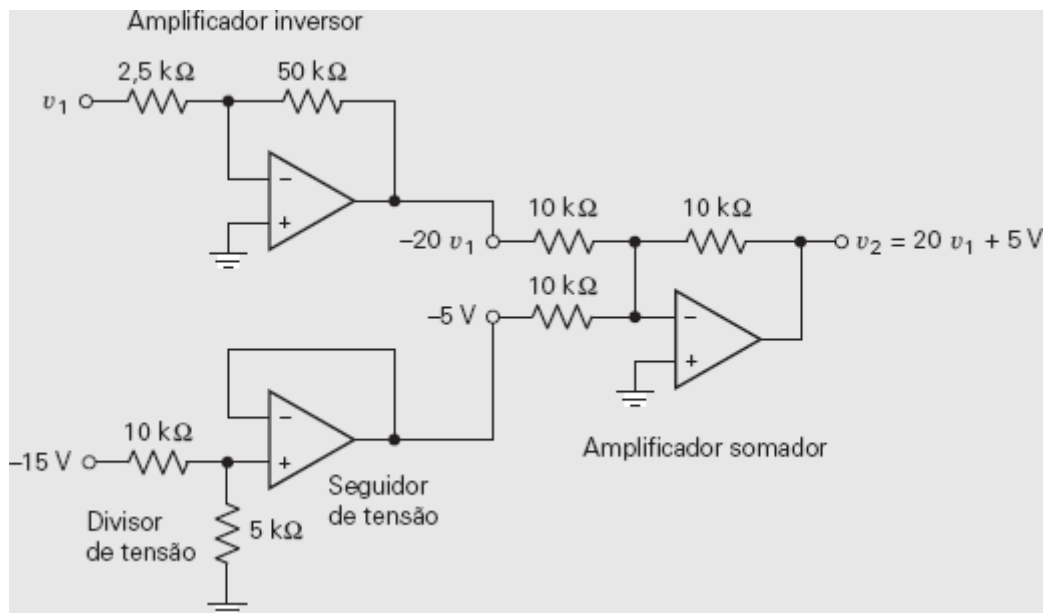 Amplificador inversor
2,5 kΩ
50 kΩ
v₁
−
+
−20 v₁
10 kΩ
10 kΩ
v₂ = 20 v₁ + 5 V
10 kΩ
−5 V
−
+
Amplificador somador
−15 V
10 kΩ
−
+
Seguidor
de tensão
5 kΩ
Divisor
de tensão